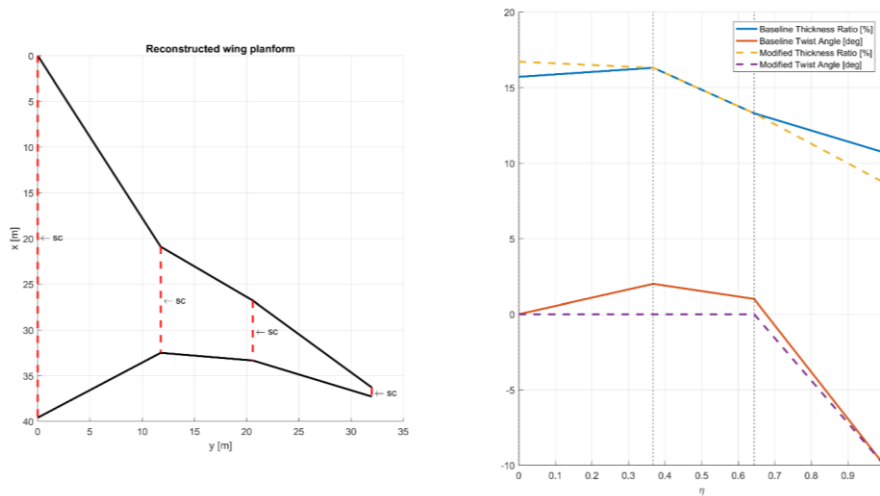 Reconstructed wing planform
0
5
10
15
20
25
30
35
40
x [m]
← sc
← sc
← sc
← sc
0
5
10
15
20
25
30
35
y [m]
20
15
10
5
0
-5
-10
Baseline Thickness Ratio [%]
Baseline Twist Angle [deg]
Modified Thickness Ratio [%]
Modified Twist Angle [deg]
0
0.1
0.2
0.3
0.4
0.5
0.6
0.7
0.8
0.9
η